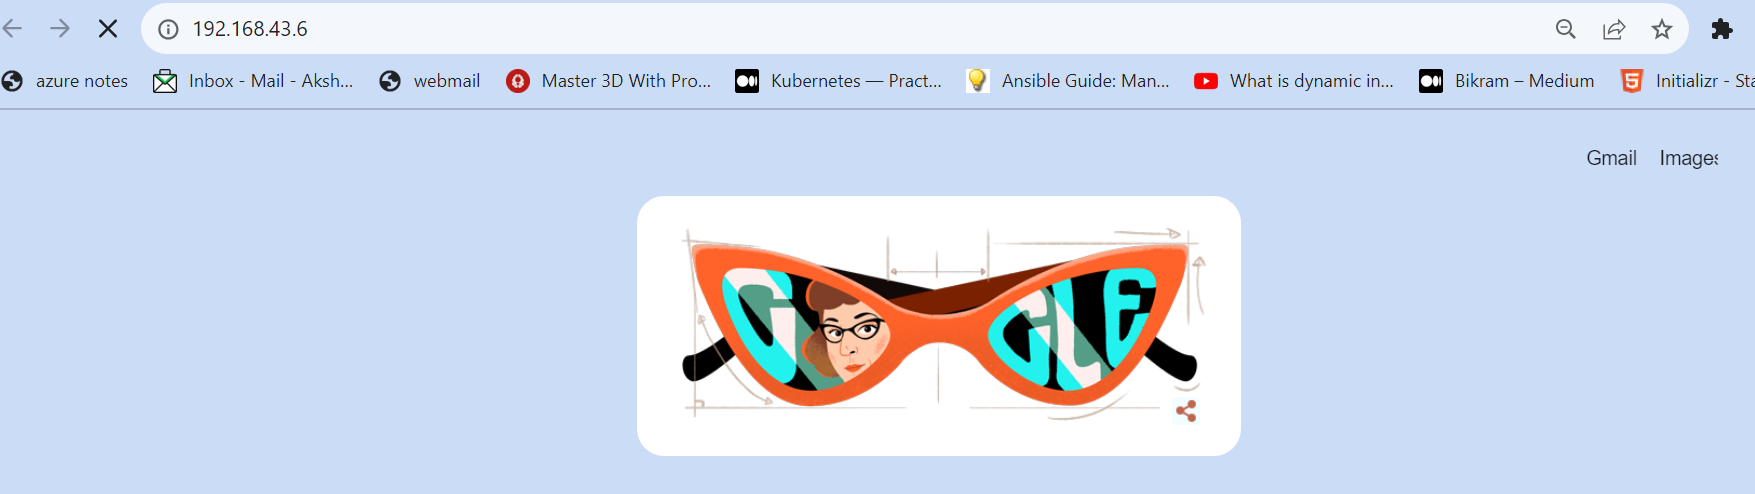 192.168.43.6
azure notes Inbox - Mail - Aksh... webmail Master 3D With Pro... Kubernetes — Pract... Ansible Guide: Man... What is dynamic in... Bikram – Medium Initializr - Sta
Gmail Images
GOGLE